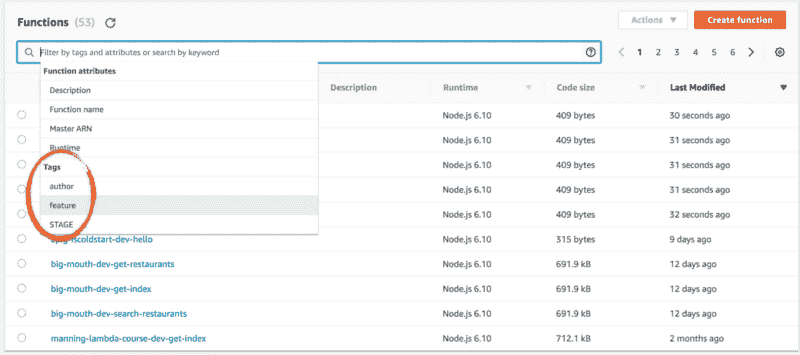 Functions (53)
Actions
Create function
Filter by tags and attributes or search by keyword
1 2 3 4 5 6
Function attributes
Description
Function name
Master ARN
Runtime
Tags
author
feature
STAGE
Description Runtime Code size Last Modified
Node.js 6.10 409 bytes 30 seconds ago
Node.js 6.10 409 bytes 31 seconds ago
Node.js 6.10 409 bytes 31 seconds ago
Node.js 6.10 409 bytes 31 seconds ago
Node.js 6.10 409 bytes 32 seconds ago
Node.js 6.10 315 bytes 9 days ago
big-mouth-dev-get-restaurants Node.js 6.10 691.9 kB 12 days ago
big-mouth-dev-get-index Node.js 6.10 691.9 kB 12 days ago
big-mouth-dev-search-restaurants Node.js 6.10 691.9 kB 12 days ago
manning-lambda-course-dev-get-index Node.js 6.10 712.1 kB 2 months ago